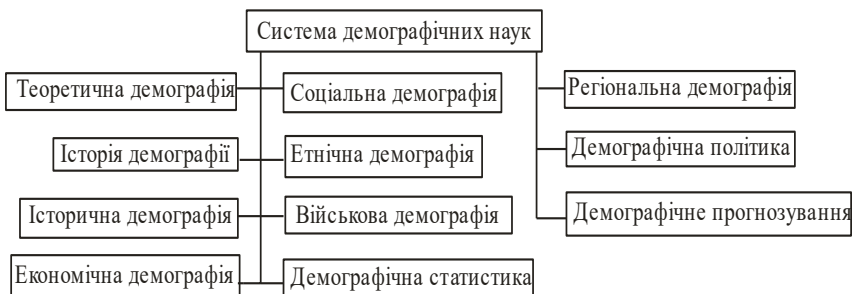 Система демографічних наук
Теоретична демографія
Соціальна демографія
Регіональна демографія
Історія демографії
Етнічна демографія
Демографічна політика
Історична демографія
Військова демографія
Демографічне прогнозування
Економічна демографія
Демографічна статистика